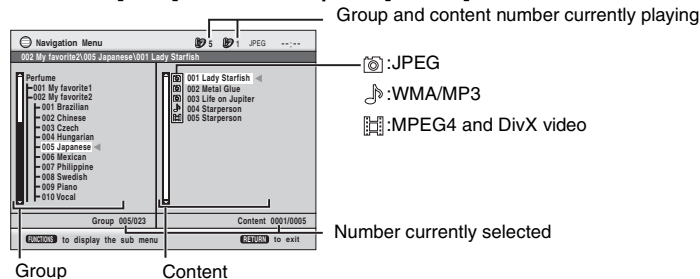 Group and content number currently playing
Navigation Menu 5 1 JPEG --:--
002 My favorite2\005 Japanese\001 Lady Starfish
Perfume
001 My favorite1
002 My favorite2
001 Brazilian
002 Chinese
003 Czech
004 Hungarian
005 Japanese
006 Mexican
007 Philippine
008 Swedish
009 Piano
010 Vocal
001 Lady Starfish
002 Metal Glue
003 Life on Jupiter
004 Starperson
005 Starperson
:JPEG
:WMA/MP3
:MPEG4 and DivX video
Group 005/023
Content 0001/0005
Number currently selected
FUNCTIONS to display the sub menu
RETURN to exit
Group
Content